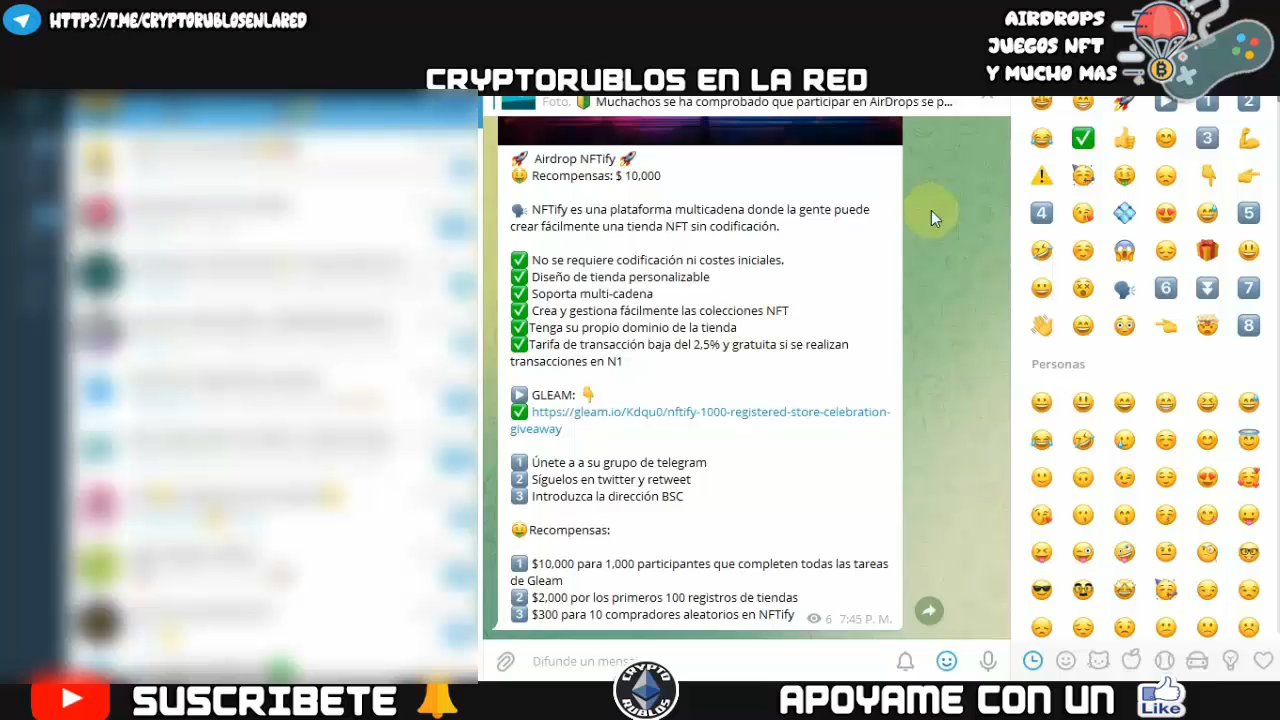 HTTPS://T.ME/CRYPTORUBLOSENLARED
AIRDROPS
JUEGOS NFT
Y MUCHO MAS
CRYPTORUBLOS EN LA RED
Foto, 🔰 Muchachos se ha comprobado que participar en AirDrops se p...
🚀 Airdrop NFTify 🚀
🤑 Recompensas: $ 10,000
🗣 NFTify es una plataforma multicadena donde la gente puede
crear fácilmente una tienda NFT sin codificación.
✅ No se requiere codificación ni costes iniciales.
✅ Diseño de tienda personalizable
✅ Soporta multi-cadena
✅ Crea y gestiona fácilmente las colecciones NFT
✅Tenga su propio dominio de la tienda
✅Tarifa de transacción baja del 2,5% y gratuita si se realizan
transacciones en N1
▶️ GLEAM: 👇
✅ https://gleam.io/Kdqu0/nftify-1000-registered-store-celebration-
giveaway
1️⃣ Únete a a su grupo de telegram
2️⃣ Síguelos en twitter y retweet
3️⃣ Introduzca la dirección BSC
🤑Recompensas:
1️⃣ $10,000 para 1,000 participantes que completen todas las tareas
de Gleam
2️⃣ $2,000 por los primeros 100 registros de tiendas
3️⃣ $300 para 10 compradores aleatorios en NFTify
6 7:45 P. M.
Personas
Difunde un mensa
SUSCRIBETE
CRYPTO
RUBLOS
APOYAME CON UN
Like